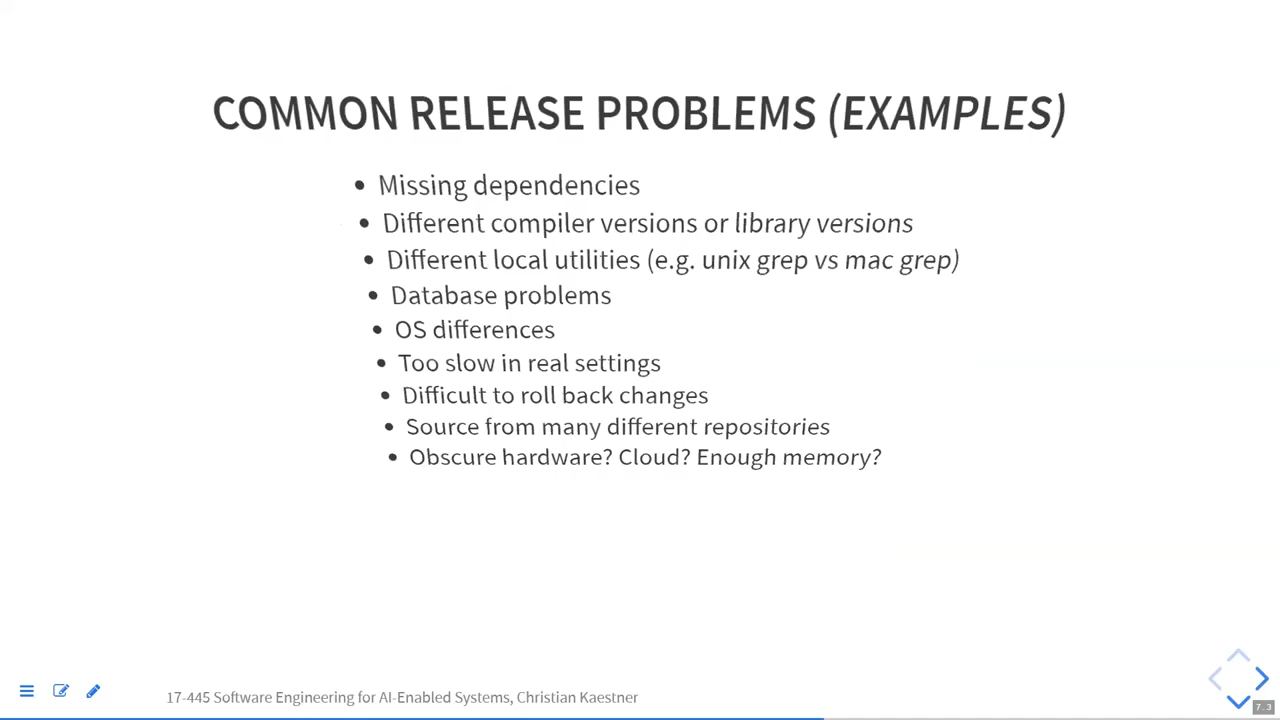 COMMON RELEASE PROBLEMS (EXAMPLES)
• Missing dependencies
• Different compiler versions or library versions
• Different local utilities (e.g. unix grep vs mac grep)
• Database problems
• OS differences
• Too slow in real settings
• Difficult to roll back changes
• Source from many different repositories
• Obscure hardware? Cloud? Enough memory?
17-445 Software Engineering for AI-Enabled Systems, Christian Kaestner
7.3